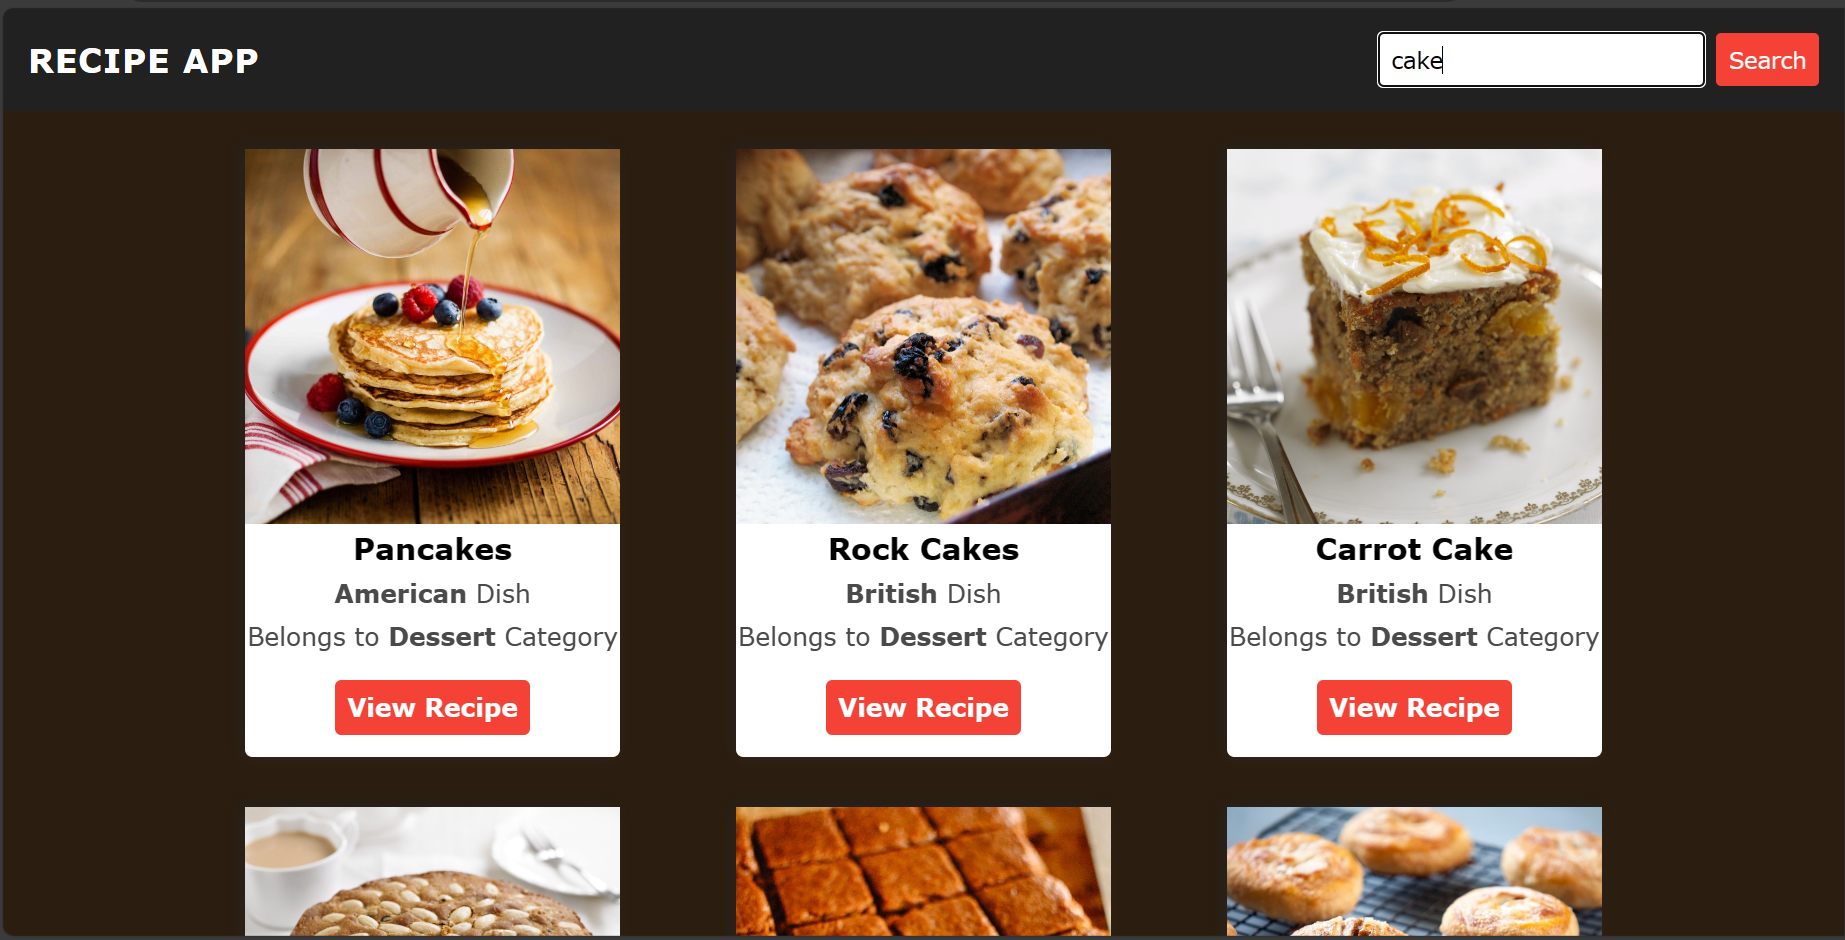 RECIPE APP
cake
Search
Pancakes
American Dish
Belongs to Dessert Category
View Recipe
Rock Cakes
British Dish
Belongs to Dessert Category
View Recipe
Carrot Cake
British Dish
Belongs to Dessert Category
View Recipe